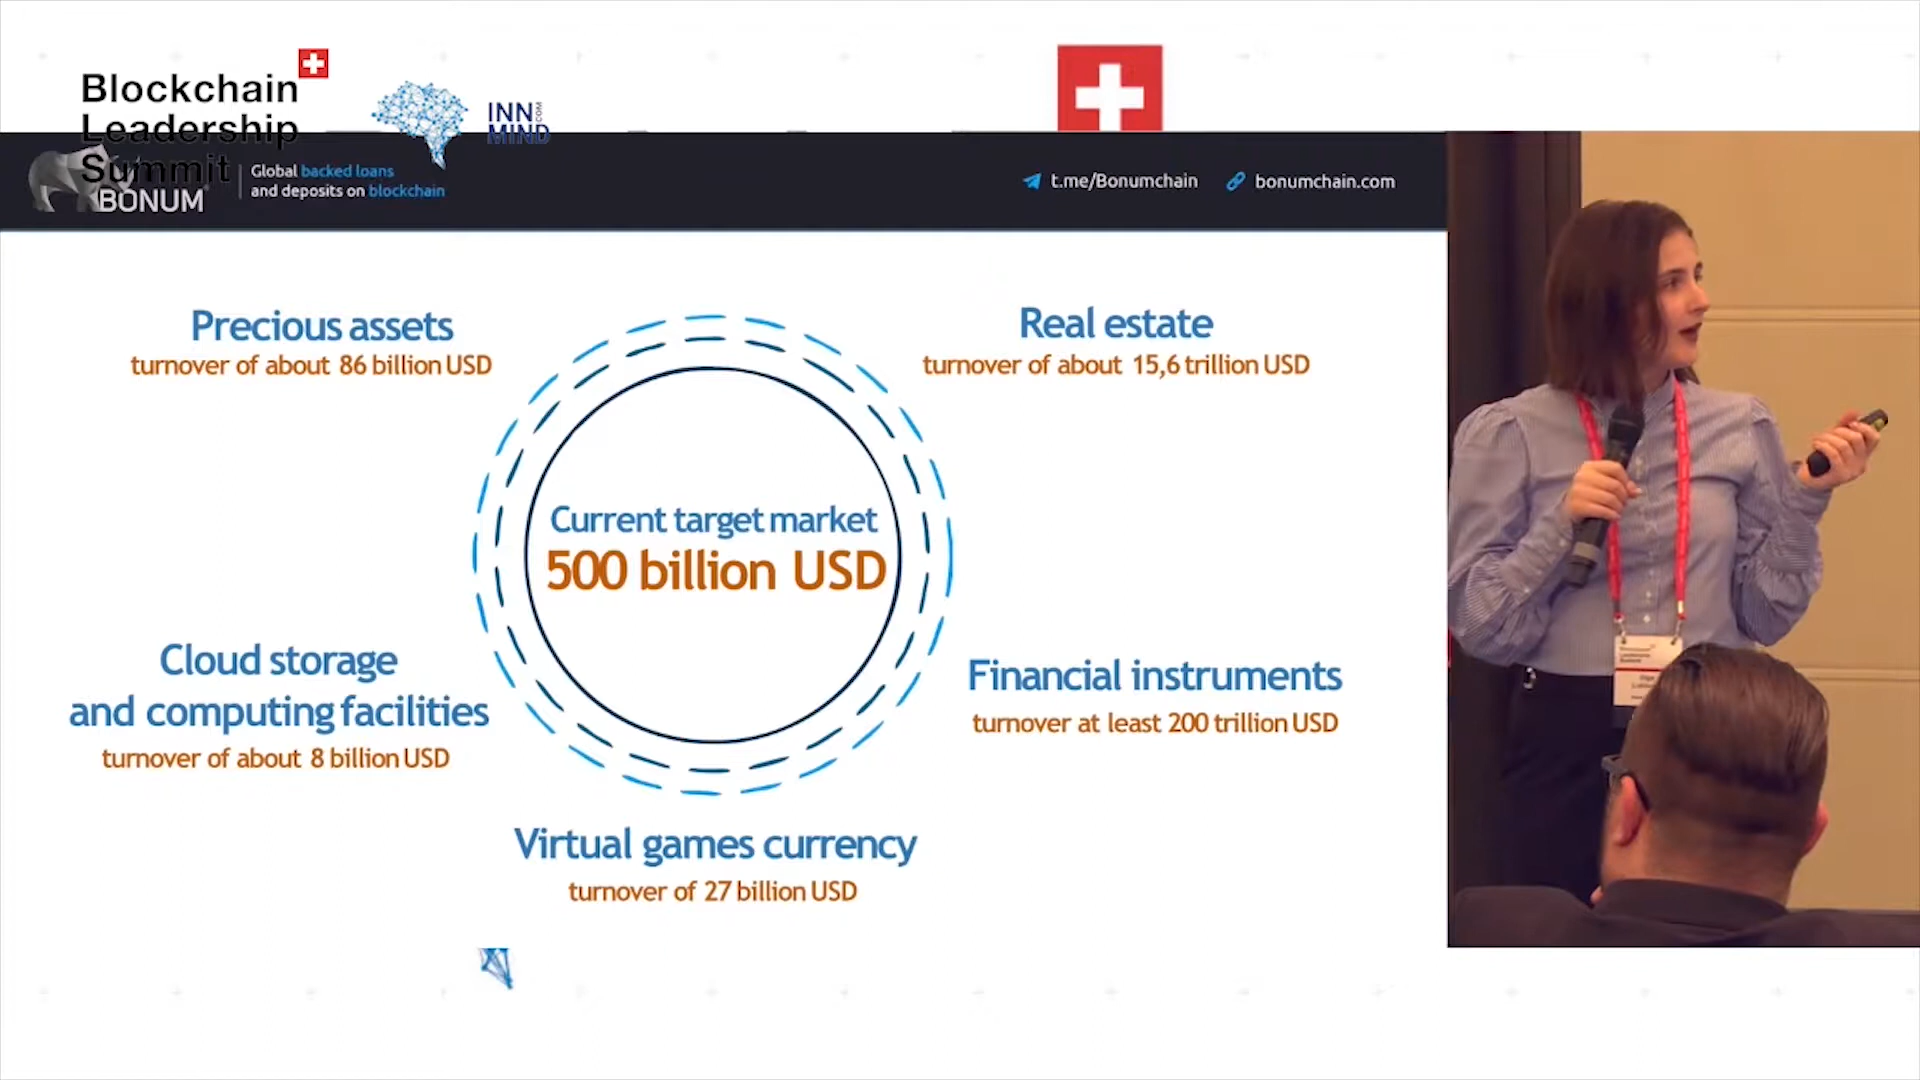 Blockchain
Leadership
Summit
INN
MIND
.COM
BONUM
Global backed loans
and deposits on blockchain
t.me/Bonumchain
bonumchain.com
Precious assets
turnover of about 86 billion USD
Real estate
turnover of about 15,6 trillion USD
Current target market
500 billion USD
Cloud storage
and computing facilities
turnover of about 8 billion USD
Financial instruments
turnover at least 200 trillion USD
Virtual games currency
turnover of 27 billion USD